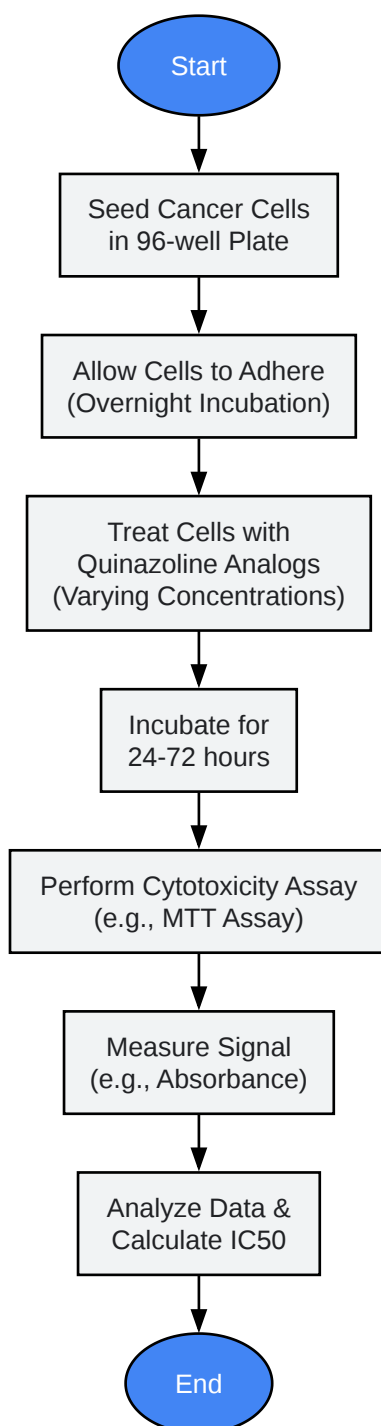 Start
Seed Cancer Cells
in 96-well Plate
Allow Cells to Adhere
(Overnight Incubation)
Treat Cells with
Quinazoline Analogs
(Varying Concentrations)
Incubate for
24-72 hours
Perform Cytotoxicity Assay
(e.g., MTT Assay)
Measure Signal
(e.g., Absorbance)
Analyze Data &
Calculate IC50
End